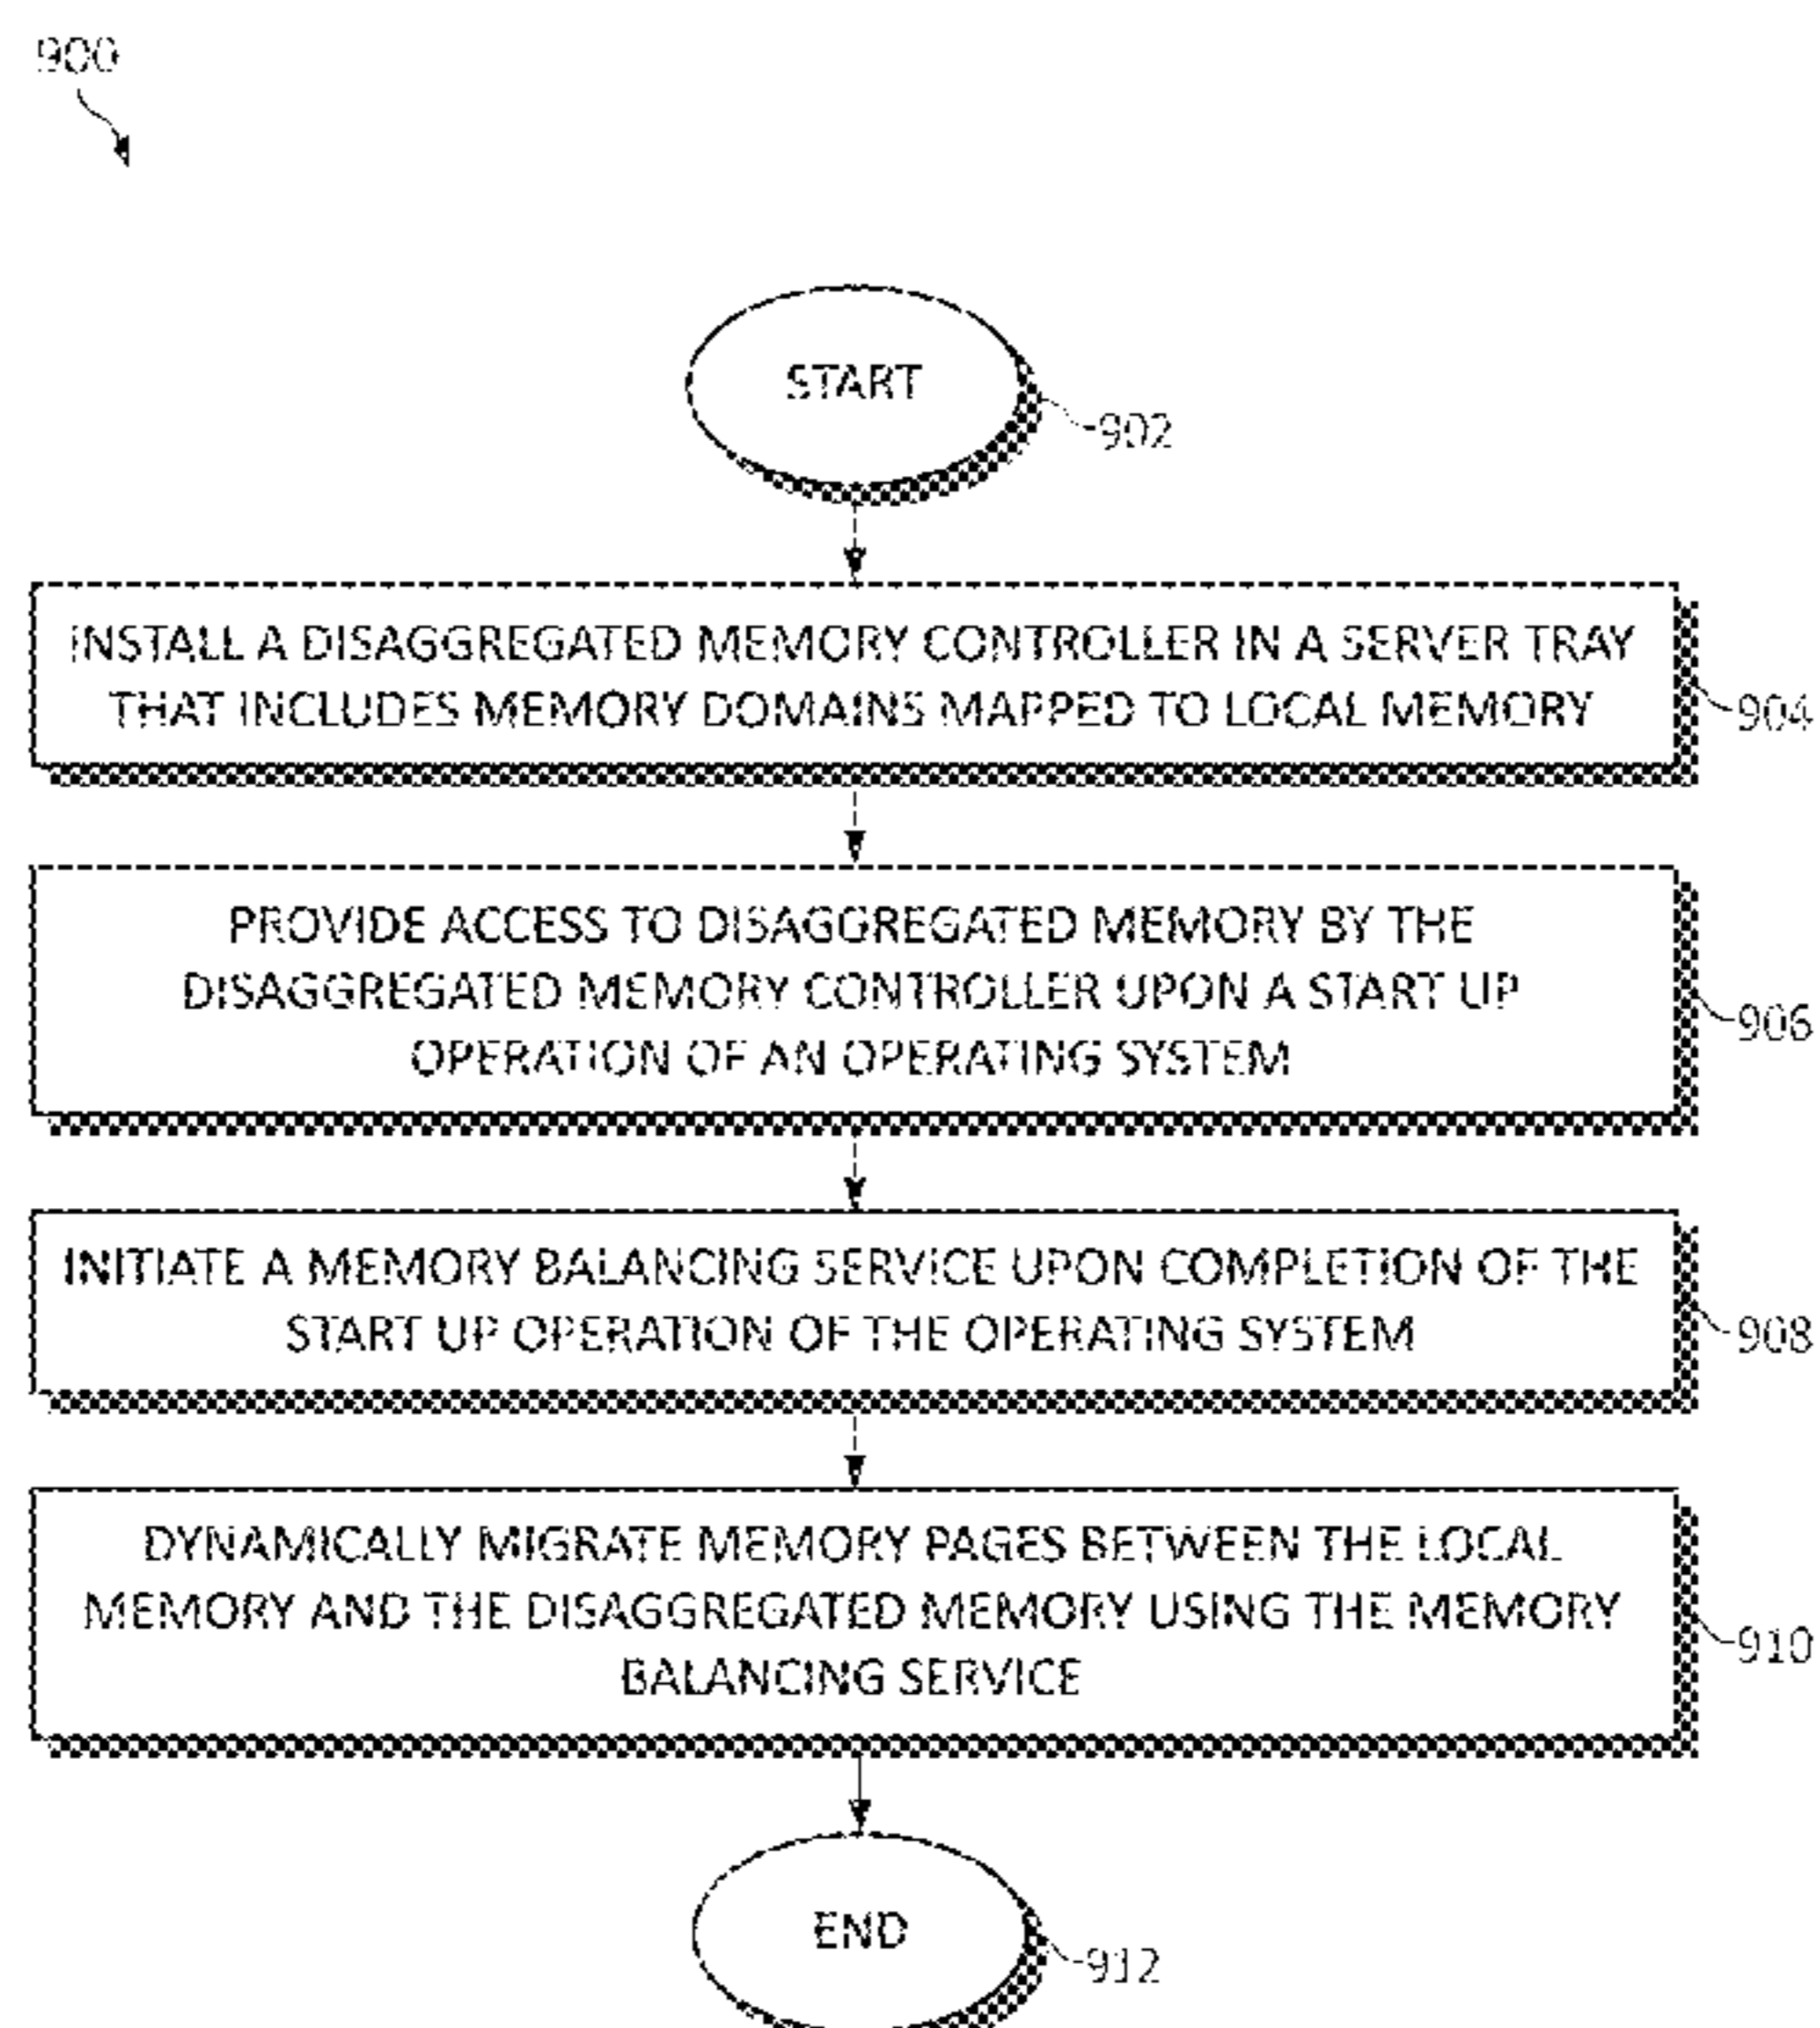 900
START
902
INSTALL A DISAGGREGATED MEMORY CONTROLLER IN A SERVER TRAY
THAT INCLUDES MEMORY DOMAINS MAPPED TO LOCAL MEMORY
904
PROVIDE ACCESS TO DISAGGREGATED MEMORY BY THE
DISAGGREGATED MEMORY CONTROLLER UPON A START UP
OPERATION OF AN OPERATING SYSTEM
906
INITIATE A MEMORY BALANCING SERVICE UPON COMPLETION OF THE
START UP OPERATION OF THE OPERATING SYSTEM
908
DYNAMICALLY MIGRATE MEMORY PAGES BETWEEN THE LOCAL
MEMORY AND THE DISAGGREGATED MEMORY USING THE MEMORY
BALANCING SERVICE
910
END
912